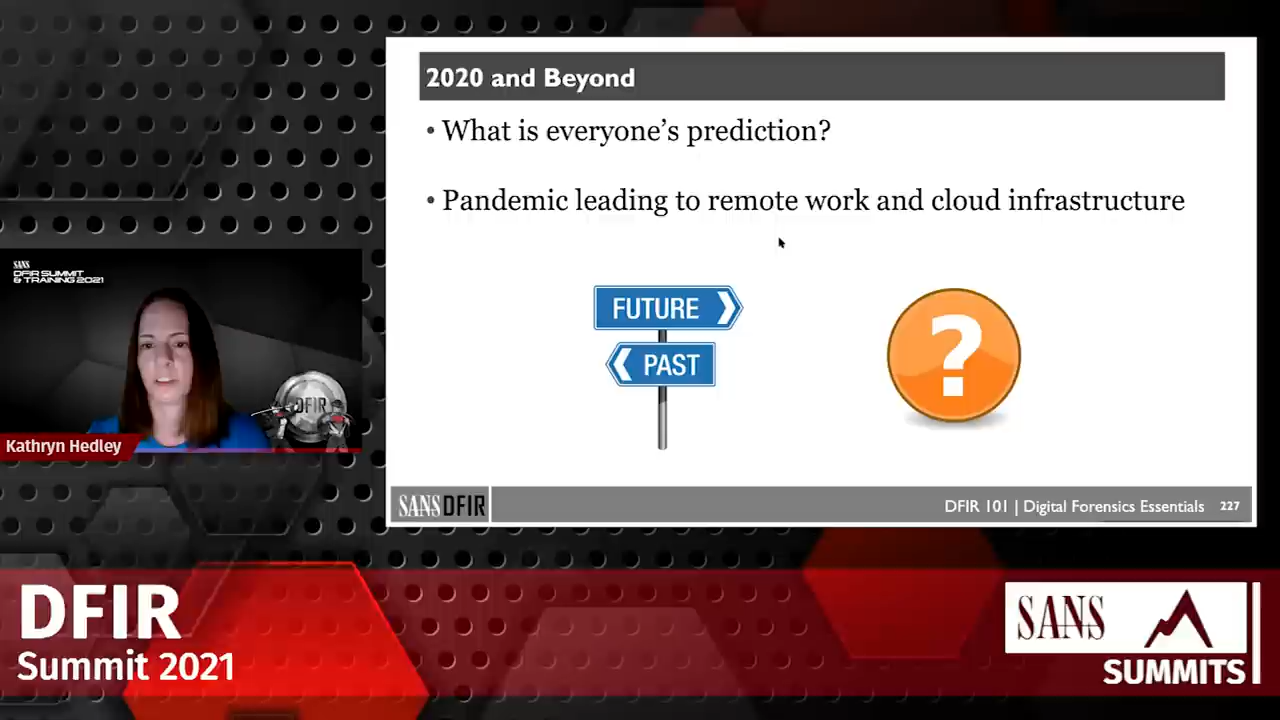 2020 and Beyond
• What is everyone's prediction?
• Pandemic leading to remote work and cloud infrastructure
FUTURE
PAST
?
SANS
DFIR SUMMIT
& TRAINING 2021
DFIR
Kathryn Hedley
SANS DFIR
DFIR 101 | Digital Forensics Essentials 227
DFIR
Summit 2021
SANS
SUMMITS